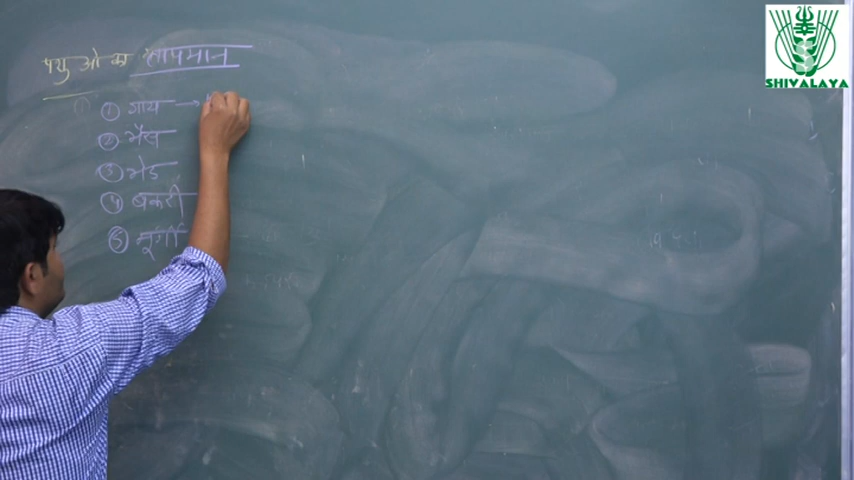 पशुओ का तापमान
① गाय →
② भैंस
③ भेड
④ बकरी
⑤ मुर्गी
SHIVALAYA